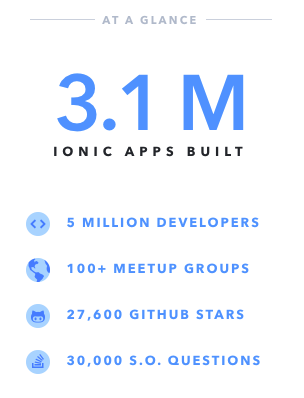 AT A GLANCE
3.1 M
IONIC APPS BUILT
5 MILLION DEVELOPERS
100+ MEETUP GROUPS
27,600 GITHUB STARS
30,000 S.O. QUESTIONS